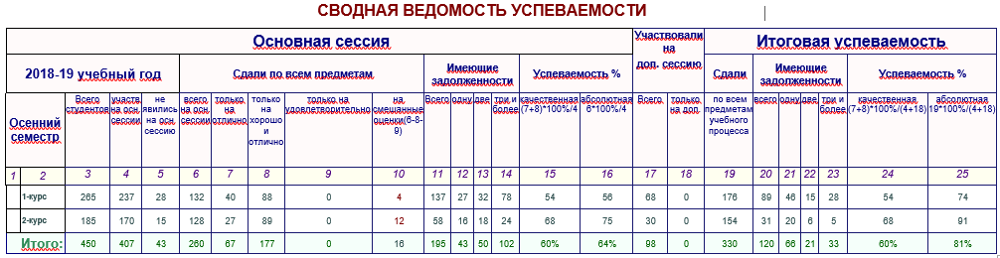 СВОДНАЯ ВЕДОМОСТЬ УСПЕВАЕМОСТИ
Основная сессия
Участвовали на доп. сессию
Итоговая успеваемость
2018-19 учебный год
Сдали по всем предметам
Имеющие задолженности
Успеваемость %
Сдали
Имеющие задолженности
Успеваемость %
Осенний семестр
Всего студентов
участв. на осн. сессии
не явились на осн. сессию
всего на осн. сессии
только на отлично
только на хорошо и отлично
только на удовлетворительно
на смешанные оценки(6-8-9)
Всего
одну
две
три и более
качественная (7+8)*100%/4
абсолютная 6*100%/4
Всего
только на доп.
по всем предметам учебного процесса
всего
одну
две
три и более
качественная (7+8)*100%/(4+18)
абсолютная 19*100%/(4+18)
1 2 3 4 5 6 7 8 9 10 11 12 13 14 15 16 17 18 19 20 21 22 23 24 25
1-курс 265 237 28 132 40 88 0 4 137 27 32 78 54 56 68 0 176 89 46 15 28 54 74
2-курс 185 170 15 128 27 89 0 12 58 16 18 24 68 75 30 0 154 31 20 6 5 68 91
Итого: 450 407 43 260 67 177 0 16 195 43 50 102 60% 64% 98 0 330 120 66 21 33 60% 81%